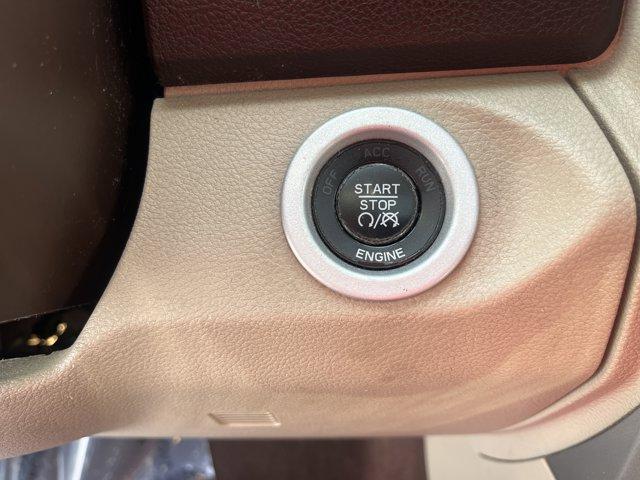 OFF ACC RUN
START
STOP
ENGINE